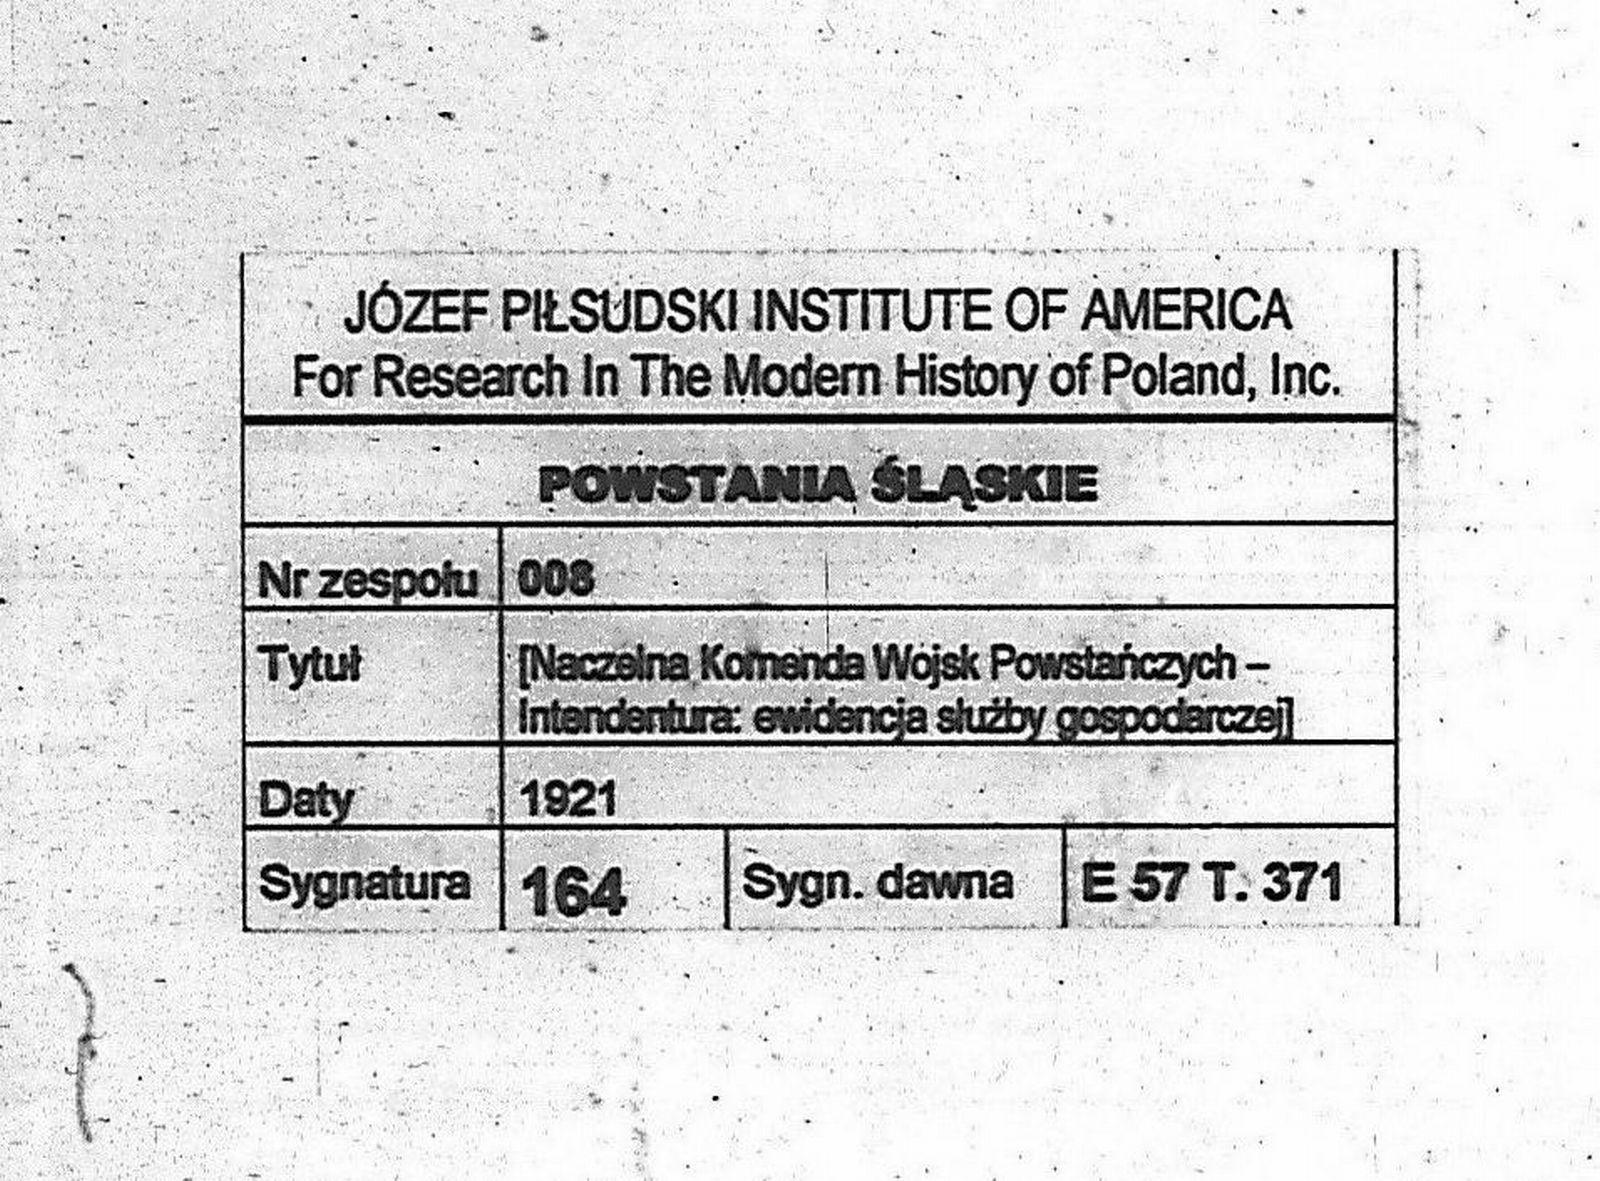 JÓZEF PIŁSUDSKI INSTITUTE OF AMERICA
For Research In The Modern History of Poland, Inc.
POWSTANIA ŚLĄSKIE
Nr zespołu 008
Tytuł [Naczelna Komenda Wojsk Powstańczych –
Intendentura: ewidencja służby gospodarczej]
Daty 1921
Sygnatura 164 Sygn. dawna E 57 T. 371